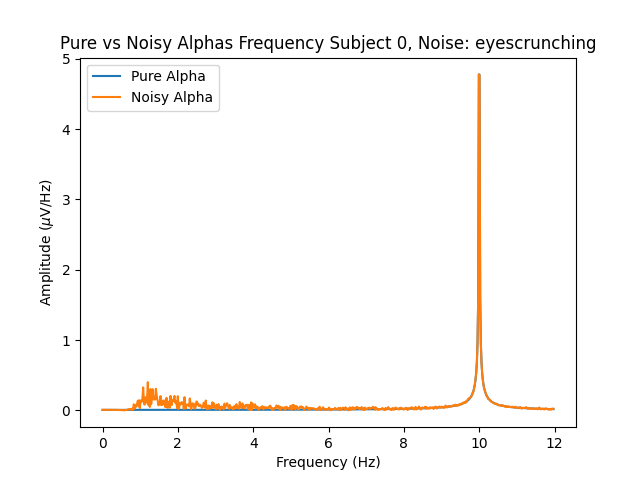 Pure vs Noisy Alphas Frequency Subject 0, Noise: eyescrunching
Pure Alpha
Noisy Alpha
5
4
3
2
1
0
Amplitude (μV/Hz)
0 2 4 6 8 10 12
Frequency (Hz)